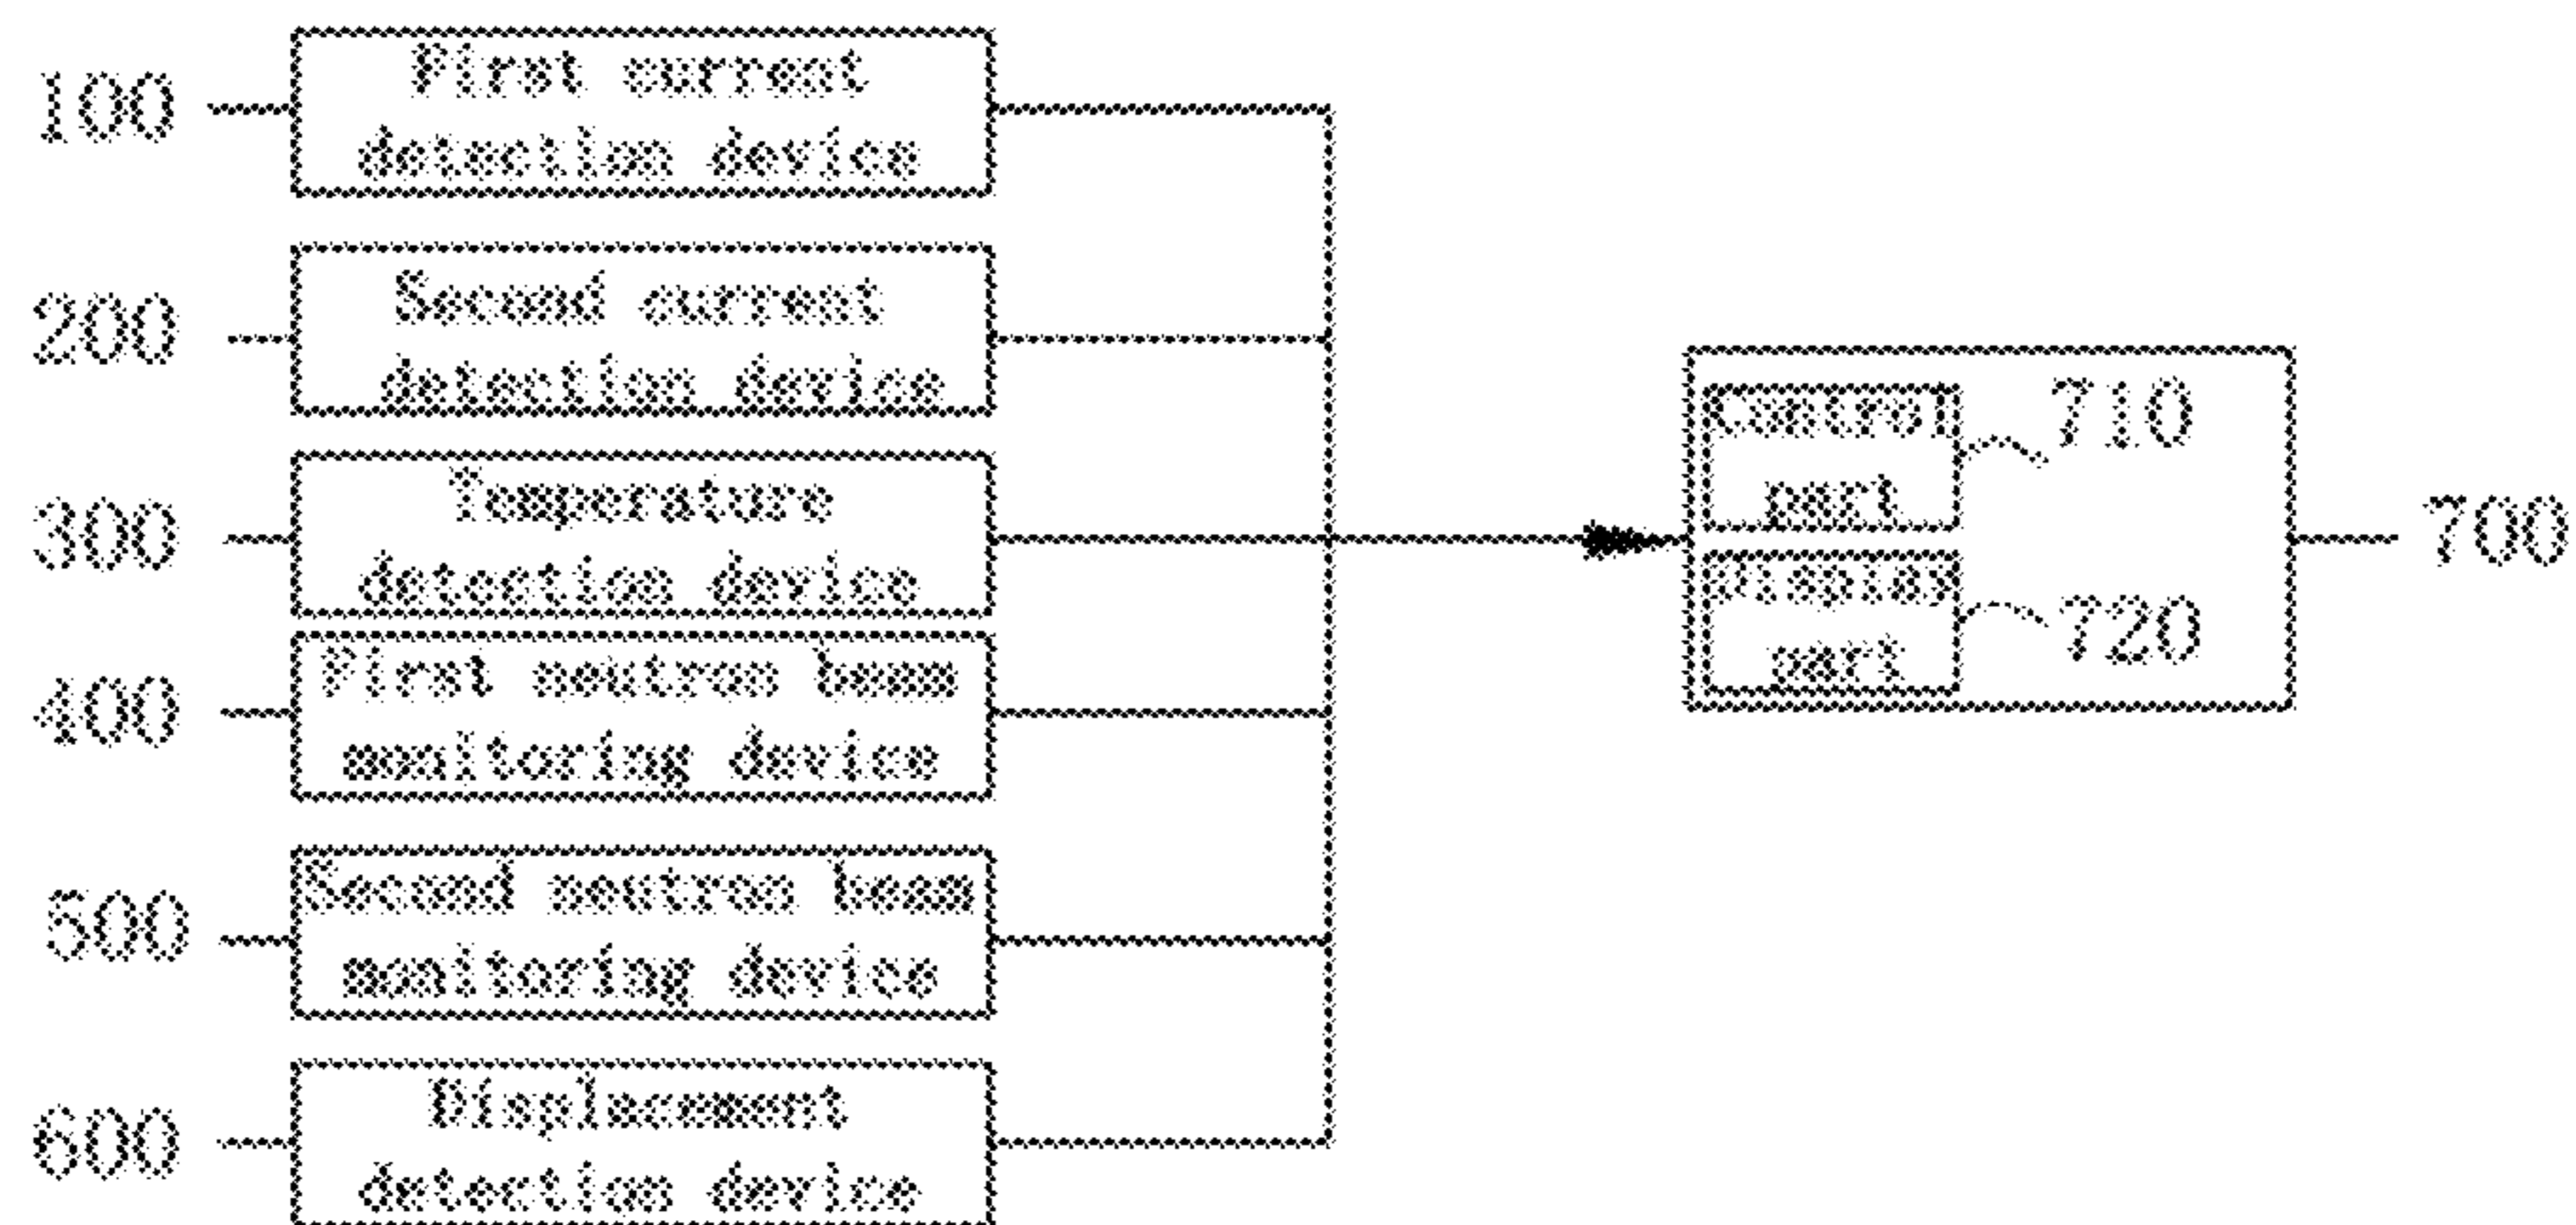 100
First current
detection device
200
Second current
detection device
300
Temperature
detection device
400
First neutron beam
monitoring device
500
Second neutron beam
monitoring device
600
Displacement
detection device
Control
part
710
Display
part
720
700